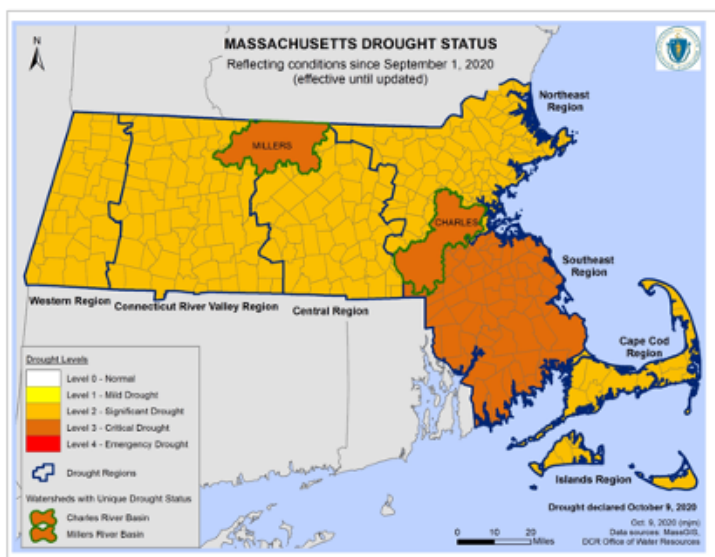 MASSACHUSETTS DROUGHT STATUS
Reflecting conditions since September 1, 2020
(effective until updated)
N
Northeast
Region
MILLERS
CHARLES
Southeast
Region
Western Region
Connecticut River Valley Region
Central Region
Cape Cod
Region
Islands Region
Drought Levels
Level 0 - Normal
Level 1 - Mild Drought
Level 2 - Significant Drought
Level 3 - Critical Drought
Level 4 - Emergency Drought
Drought Regions
Watersheds with Unique Drought Status
Charles River Basin
Millers River Basin
Drought declared October 9, 2020
Oct. 9, 2020 (mjm)
Data sources: MassGIS,
DCR Office of Water Resources
0 10 20
Miles